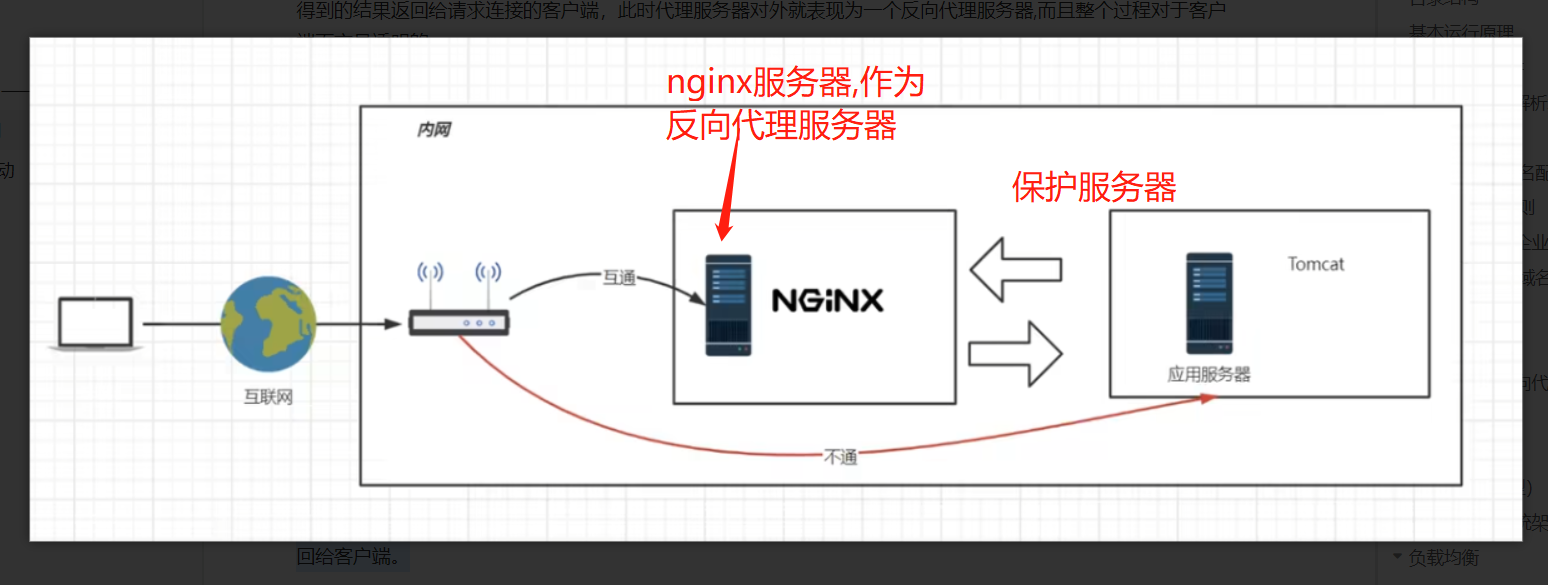 得到的结果返回给请求连接的客户端，此时代理服务器对外就表现为一个反向代理服务器,而且整个过程对于客户
基本运行原理
nginx服务器,作为
反向代理服务器
内网
动
保护服务器
互通
NGINX
Tomcat
互联网
应用服务器
不通
回给客户端。
负载均衡